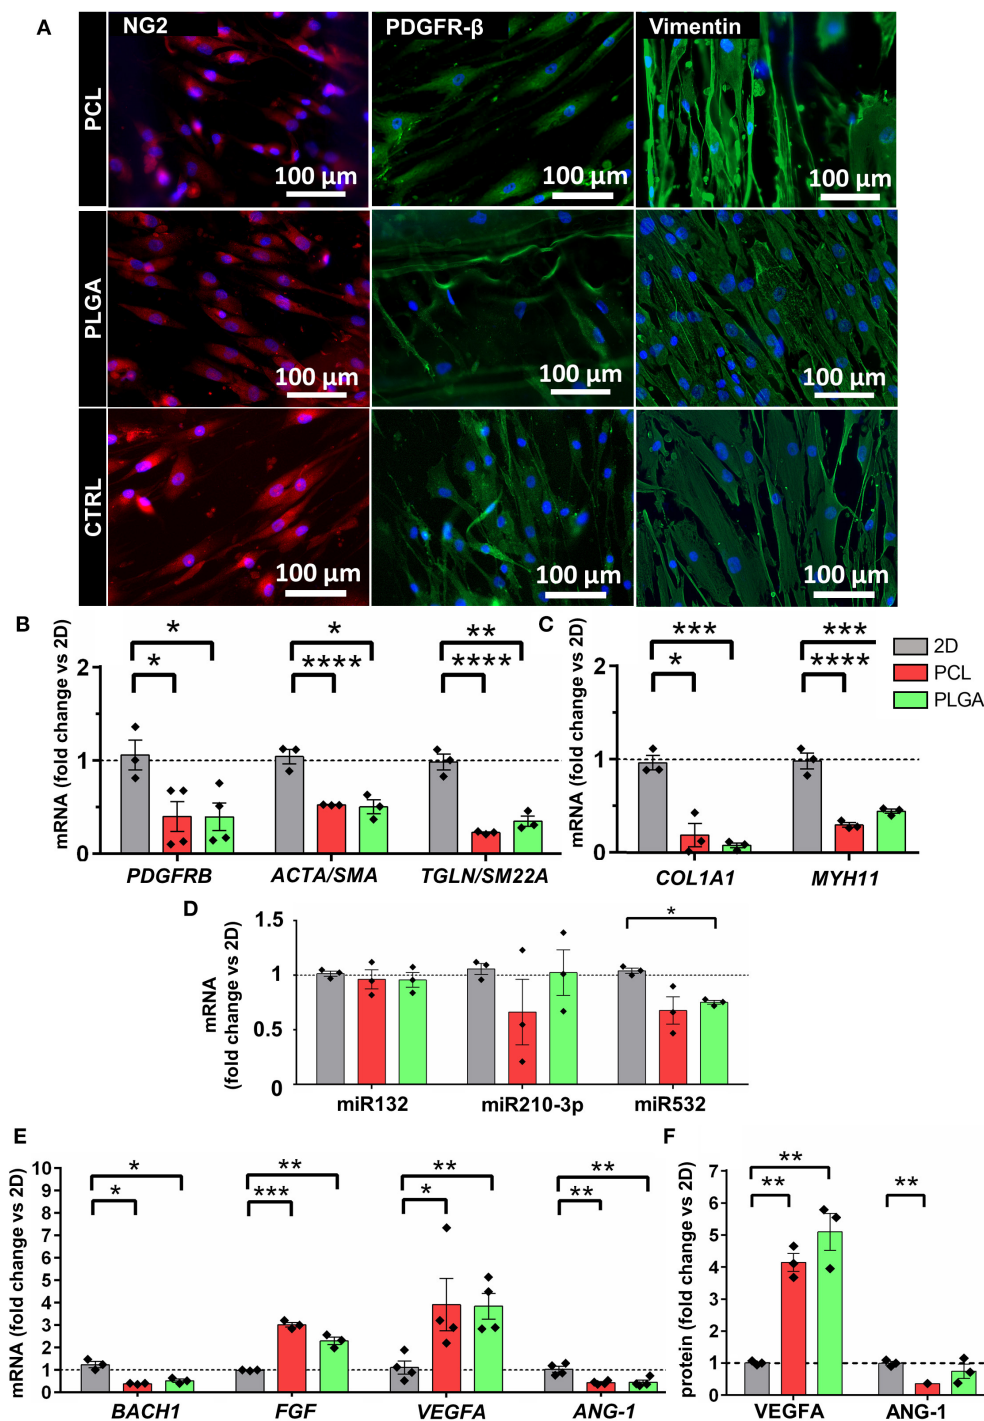 A
NG2
PDGFR-β
Vimentin
PCL
100 µm
100 µm
100 µm
PLGA
100 µm
100 µm
100 µm
CTRL
100 µm
100 µm
100 µm
B
mRNA (fold change vs 2D)
2
1
0
* * * **** ** ****
PDGFRB ACTA/SMA TGLN/SM22A
C
mRNA (fold change vs 2D)
2
1
0
*** * *** ****
COL1A1 MYH11
2D
PCL
PLGA
D
mRNA
(fold change vs 2D)
1.5
1
0.5
0
*
miR132 miR210-3p miR532
E
mRNA (fold change vs 2D)
10
9
8
7
6
5
4
3
2
1
0
* * ** *** ** * ** **
BACH1 FGF VEGFA ANG-1
F
protein (fold change vs 2D)
7
6
5
4
3
2
1
0
** ** **
VEGFA ANG-1